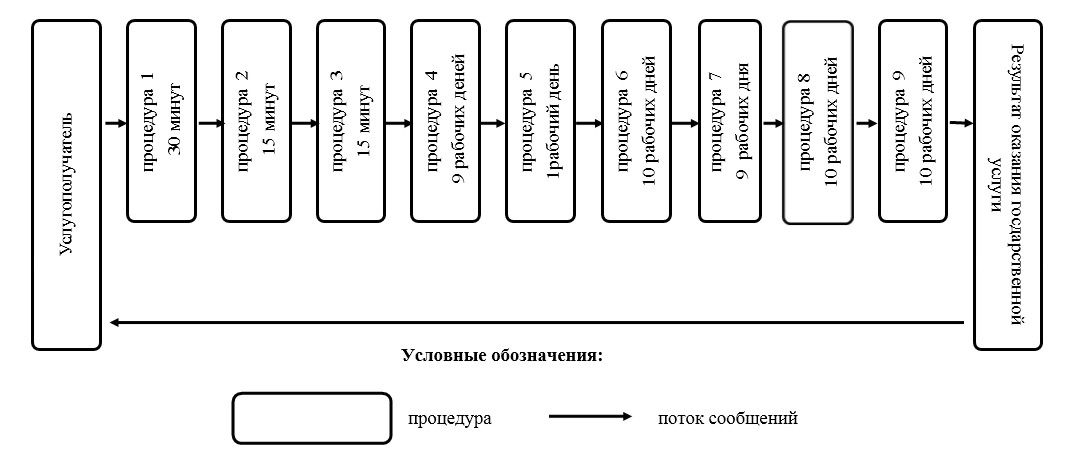 Услугополучатель
процедура 1
30 минут
процедура 2
15 минут
процедура 3
15 минут
процедура 4
9 рабочих деней
процедура 5
1рабочий день
процедура 6
10 рабочих дней
процедура 7
9 рабочих дня
процедура 8
10 рабочих дней
процедура 9
10 рабочих дней
Результат оказания государственной
услуги
Условные обозначения:
процедура
поток сообщений